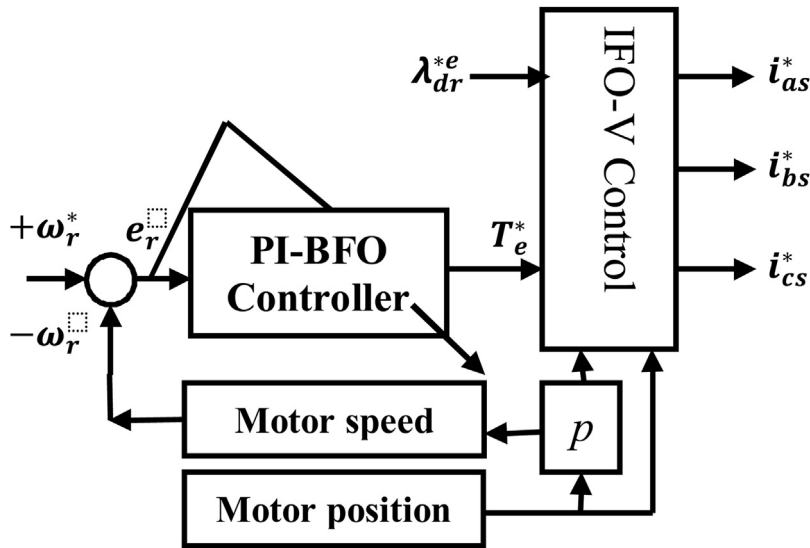 λ*ᵉdr
IFO-V Control
i*as
i*bs
i*cs
+ω*r
er
T*e
PI-BFO
Controller
−ωr
Motor speed
p
Motor position